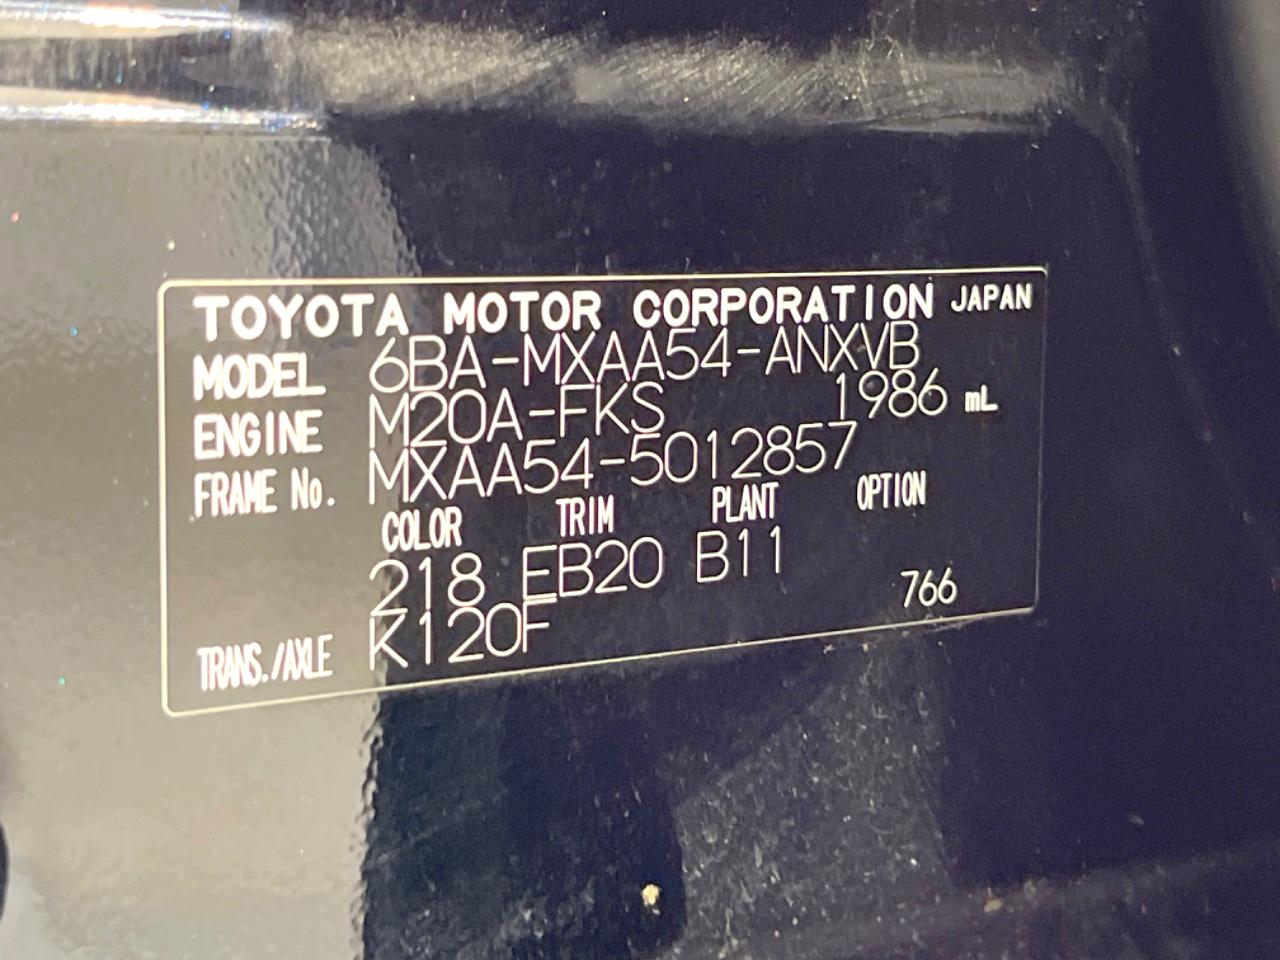 TOYOTA MOTOR CORPORATION JAPAN
MODEL 6BA-MXAA54-ANXVB
ENGINE M20A-FKS 1986 mL
FRAME No. MXAA54-5012857
COLOR TRIM PLANT OPTION
218 EB20 B11
TRANS./AXLE K120F 766